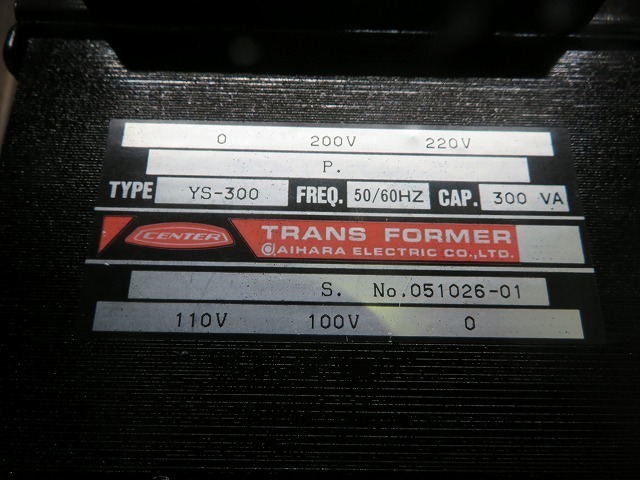 0 200V 220V
P.
TYPE YS-300 FREQ. 50/60HZ CAP. 300 VA
CENTER TRANS FORMER
AIHARA ELECTRIC CO.,LTD.
S. No.051026-01
110V 100V 0